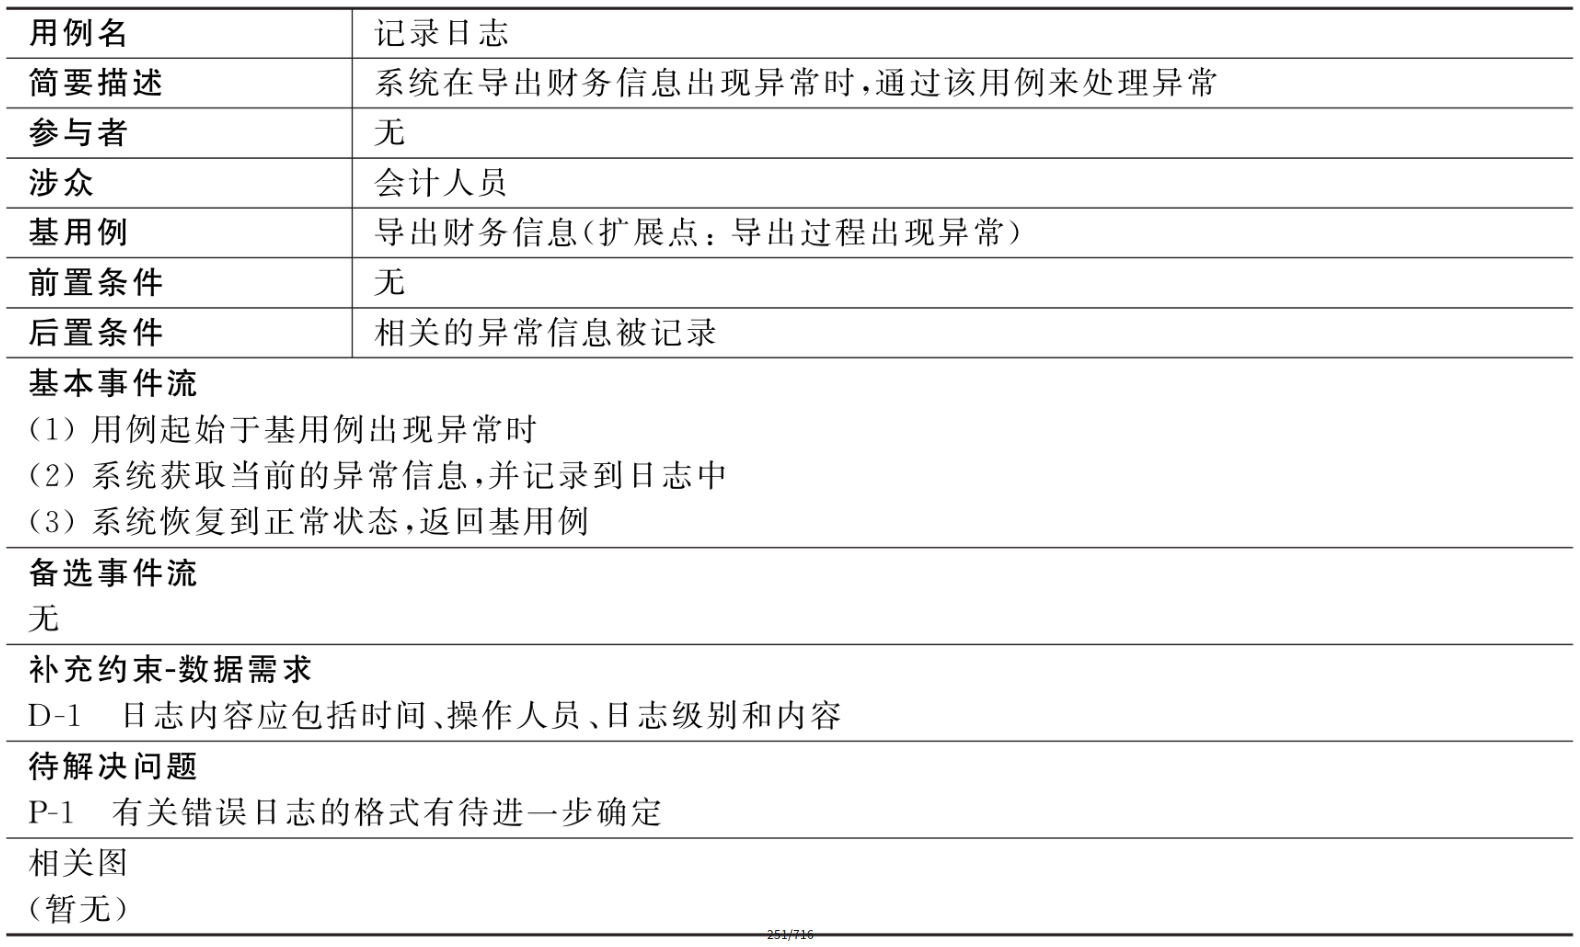 用例名 记录日志
简要描述 系统在导出财务信息出现异常时,通过该用例来处理异常
参与者 无
涉众 会计人员
基用例 导出财务信息(扩展点: 导出过程出现异常)
前置条件 无
后置条件 相关的异常信息被记录
基本事件流
(1) 用例起始于基用例出现异常时
(2) 系统获取当前的异常信息,并记录到日志中
(3) 系统恢复到正常状态,返回基用例
备选事件流
无
补充约束-数据需求
D-1 日志内容应包括时间、操作人员、日志级别和内容
待解决问题
P-1 有关错误日志的格式有待进一步确定
相关图
(暂无)
251/716